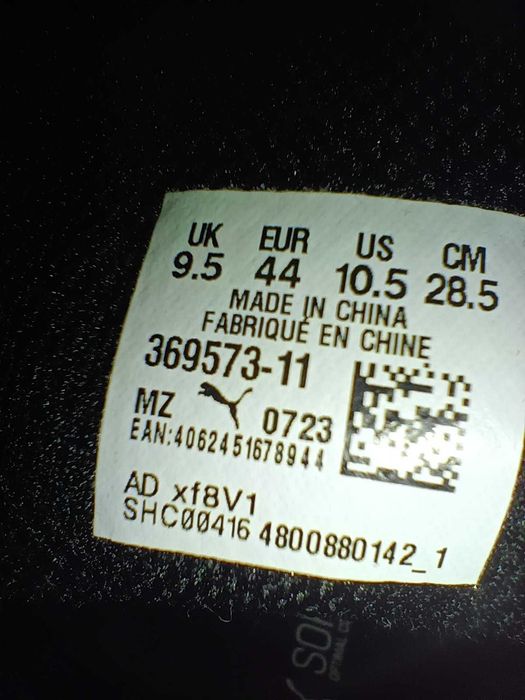 UK EUR US CM
9.5 44 10.5 28.5
MADE IN CHINA
FABRIQUÉ EN CHINE
369573-11
MZ 0723
EAN:4062451678944
AD xf8V1
SHC00416 4800880142_1